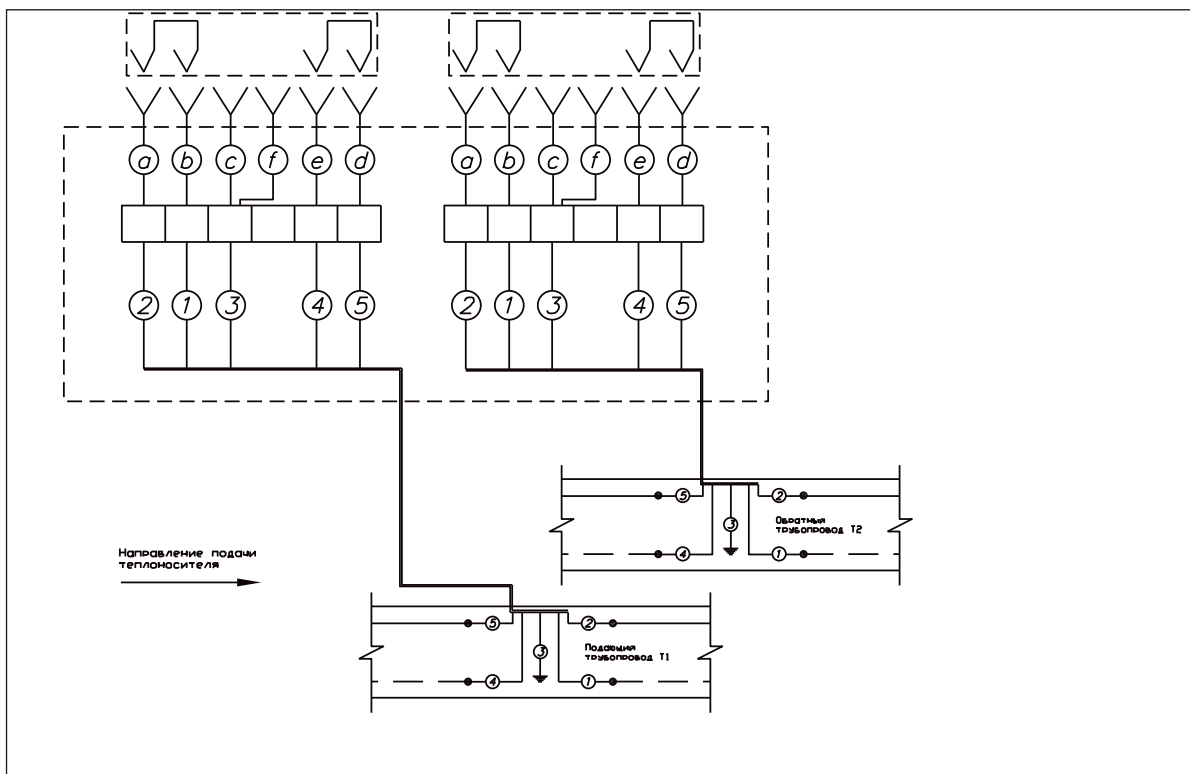 a b c f e d a b c f e d
2 1 3 4 5 2 1 3 4 5
5 2
3
Обратный
трубопровод Т2
4 1
Направление подачи
теплоносителя
5 2
3
Подающий
трубопровод Т1
4 1